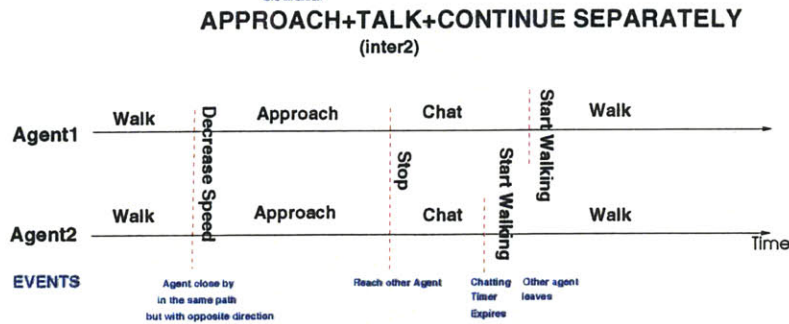 APPROACH+TALK+CONTINUE SEPARATELY
(inter2)
Agent1
Walk
Decrease Speed
Approach
Stop
Chat
Start Walking
Walk
Agent2
Walk
Approach
Chat
Start Walking
Walk
Time
EVENTS
Agent close by
in the same path
but with opposite direction
Reach other Agent
Chatting
Timer
Expires
Other agent
leaves